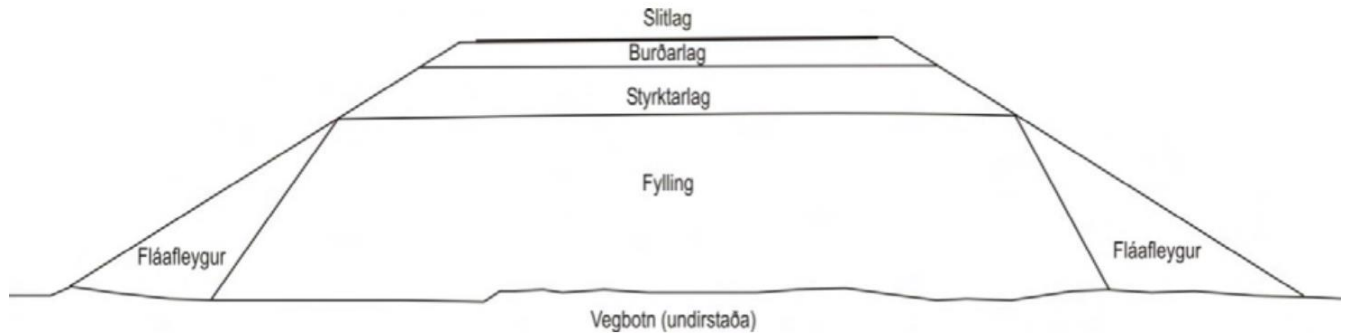 Slitlag
Burðarlag
Styrktarlag
Fylling
Fláafleygur
Fláafleygur
Vegbotn (undirstaða)